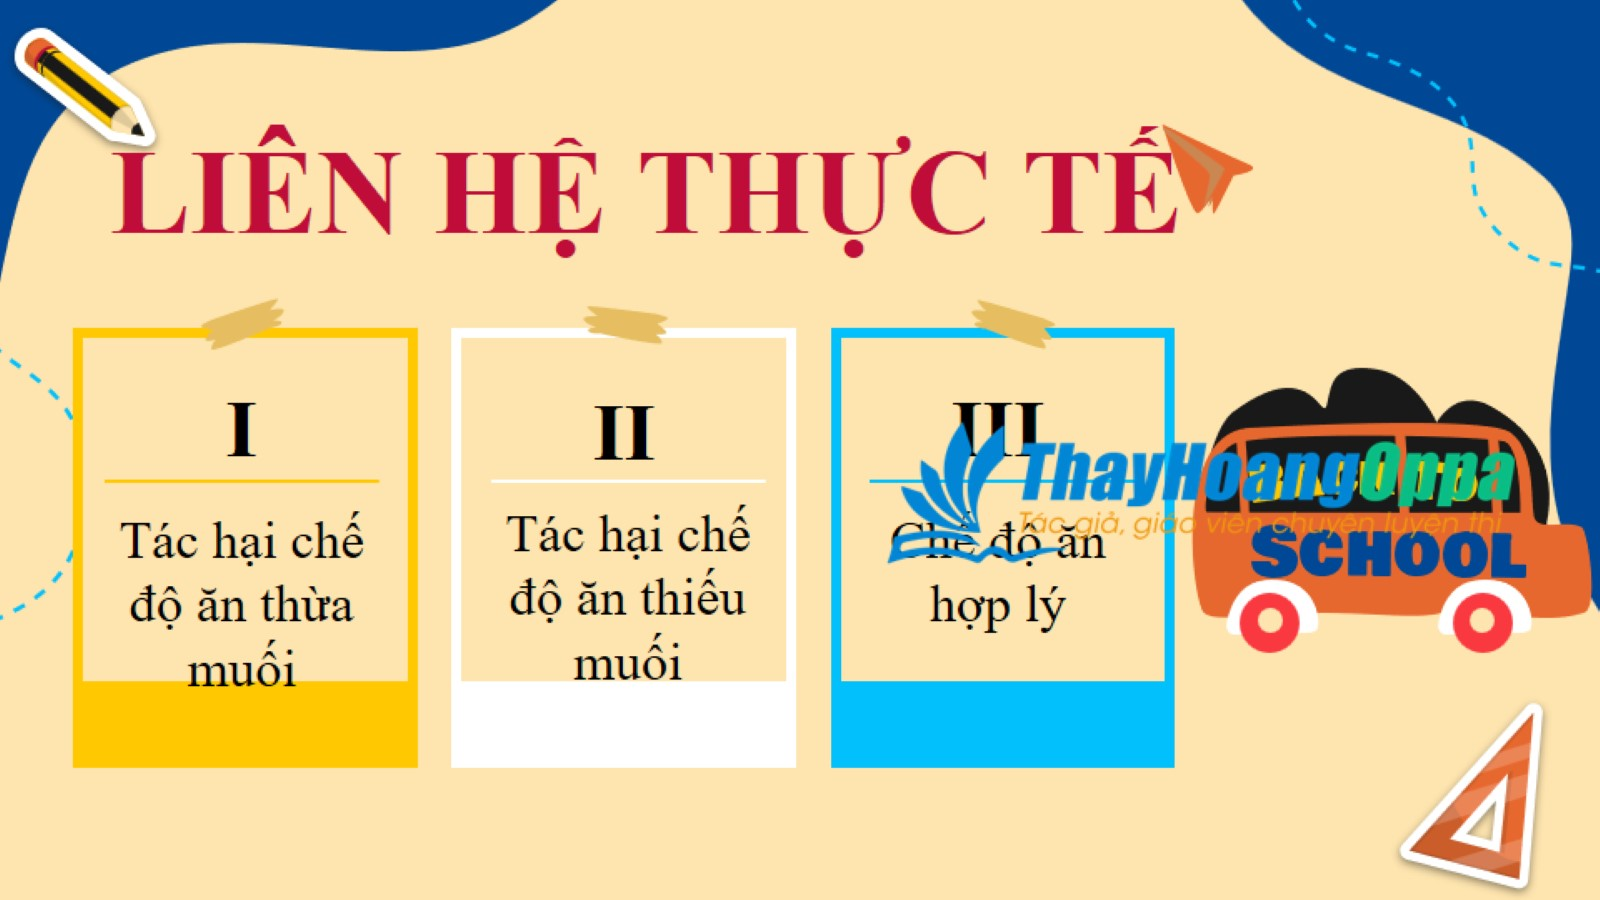 LIÊN HỆ THỰC TẾ
I
Tác hại chế
độ ăn thừa
muối
II
Tác hại chế
độ ăn thiếu
muối
III
Chế độ ăn
hợp lý
ThayHoangOppa
Tác giả, giáo viên chuyên luyện thi
SCHOOL